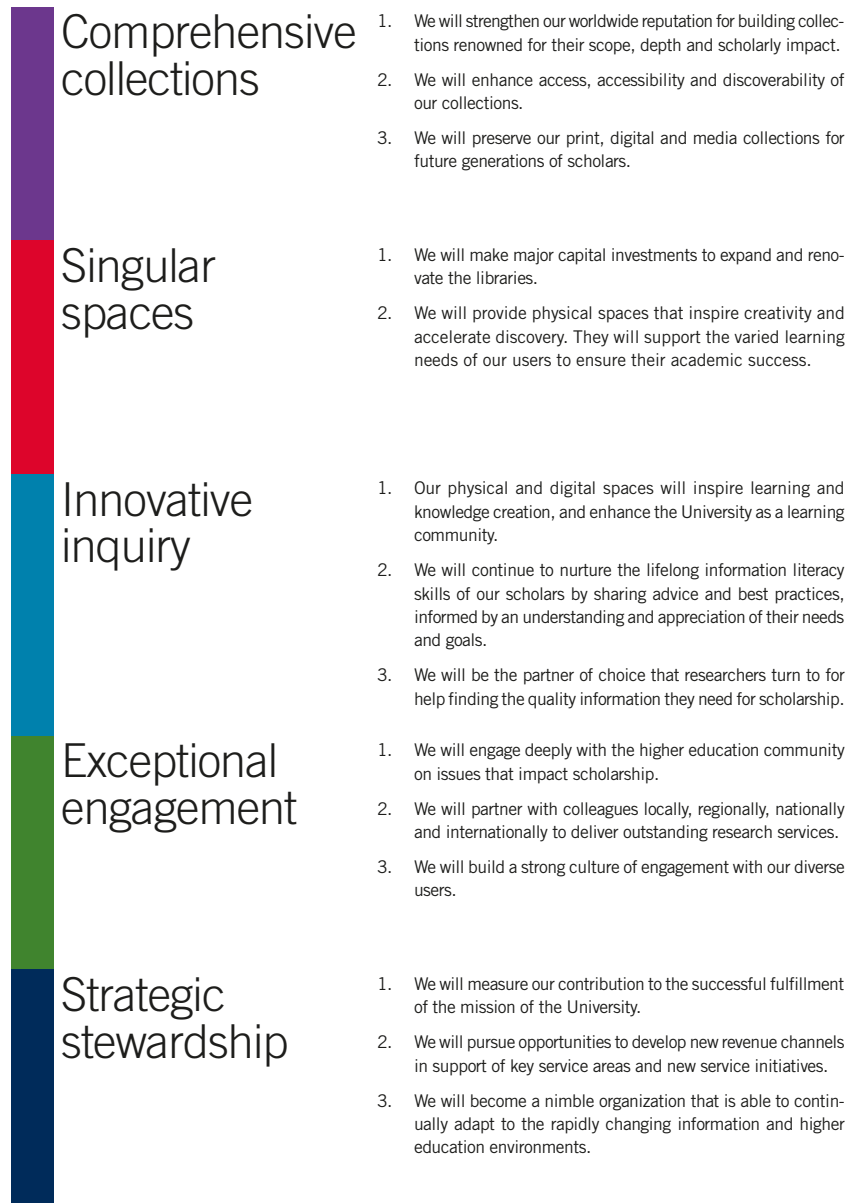 Comprehensive
collections
1. We will strengthen our worldwide reputation for building collec-
tions renowned for their scope, depth and scholarly impact.
2. We will enhance access, accessibility and discoverability of
our collections.
3. We will preserve our print, digital and media collections for
future generations of scholars.
Singular
spaces
1. We will make major capital investments to expand and reno-
vate the libraries.
2. We will provide physical spaces that inspire creativity and
accelerate discovery. They will support the varied learning
needs of our users to ensure their academic success.
Innovative
inquiry
1. Our physical and digital spaces will inspire learning and
knowledge creation, and enhance the University as a learning
community.
2. We will continue to nurture the lifelong information literacy
skills of our scholars by sharing advice and best practices,
informed by an understanding and appreciation of their needs
and goals.
3. We will be the partner of choice that researchers turn to for
help finding the quality information they need for scholarship.
Exceptional
engagement
1. We will engage deeply with the higher education community
on issues that impact scholarship.
2. We will partner with colleagues locally, regionally, nationally
and internationally to deliver outstanding research services.
3. We will build a strong culture of engagement with our diverse
users.
Strategic
stewardship
1. We will measure our contribution to the successful fulfillment
of the mission of the University.
2. We will pursue opportunities to develop new revenue channels
in support of key service areas and new service initiatives.
3. We will become a nimble organization that is able to contin-
ually adapt to the rapidly changing information and higher
education environments.